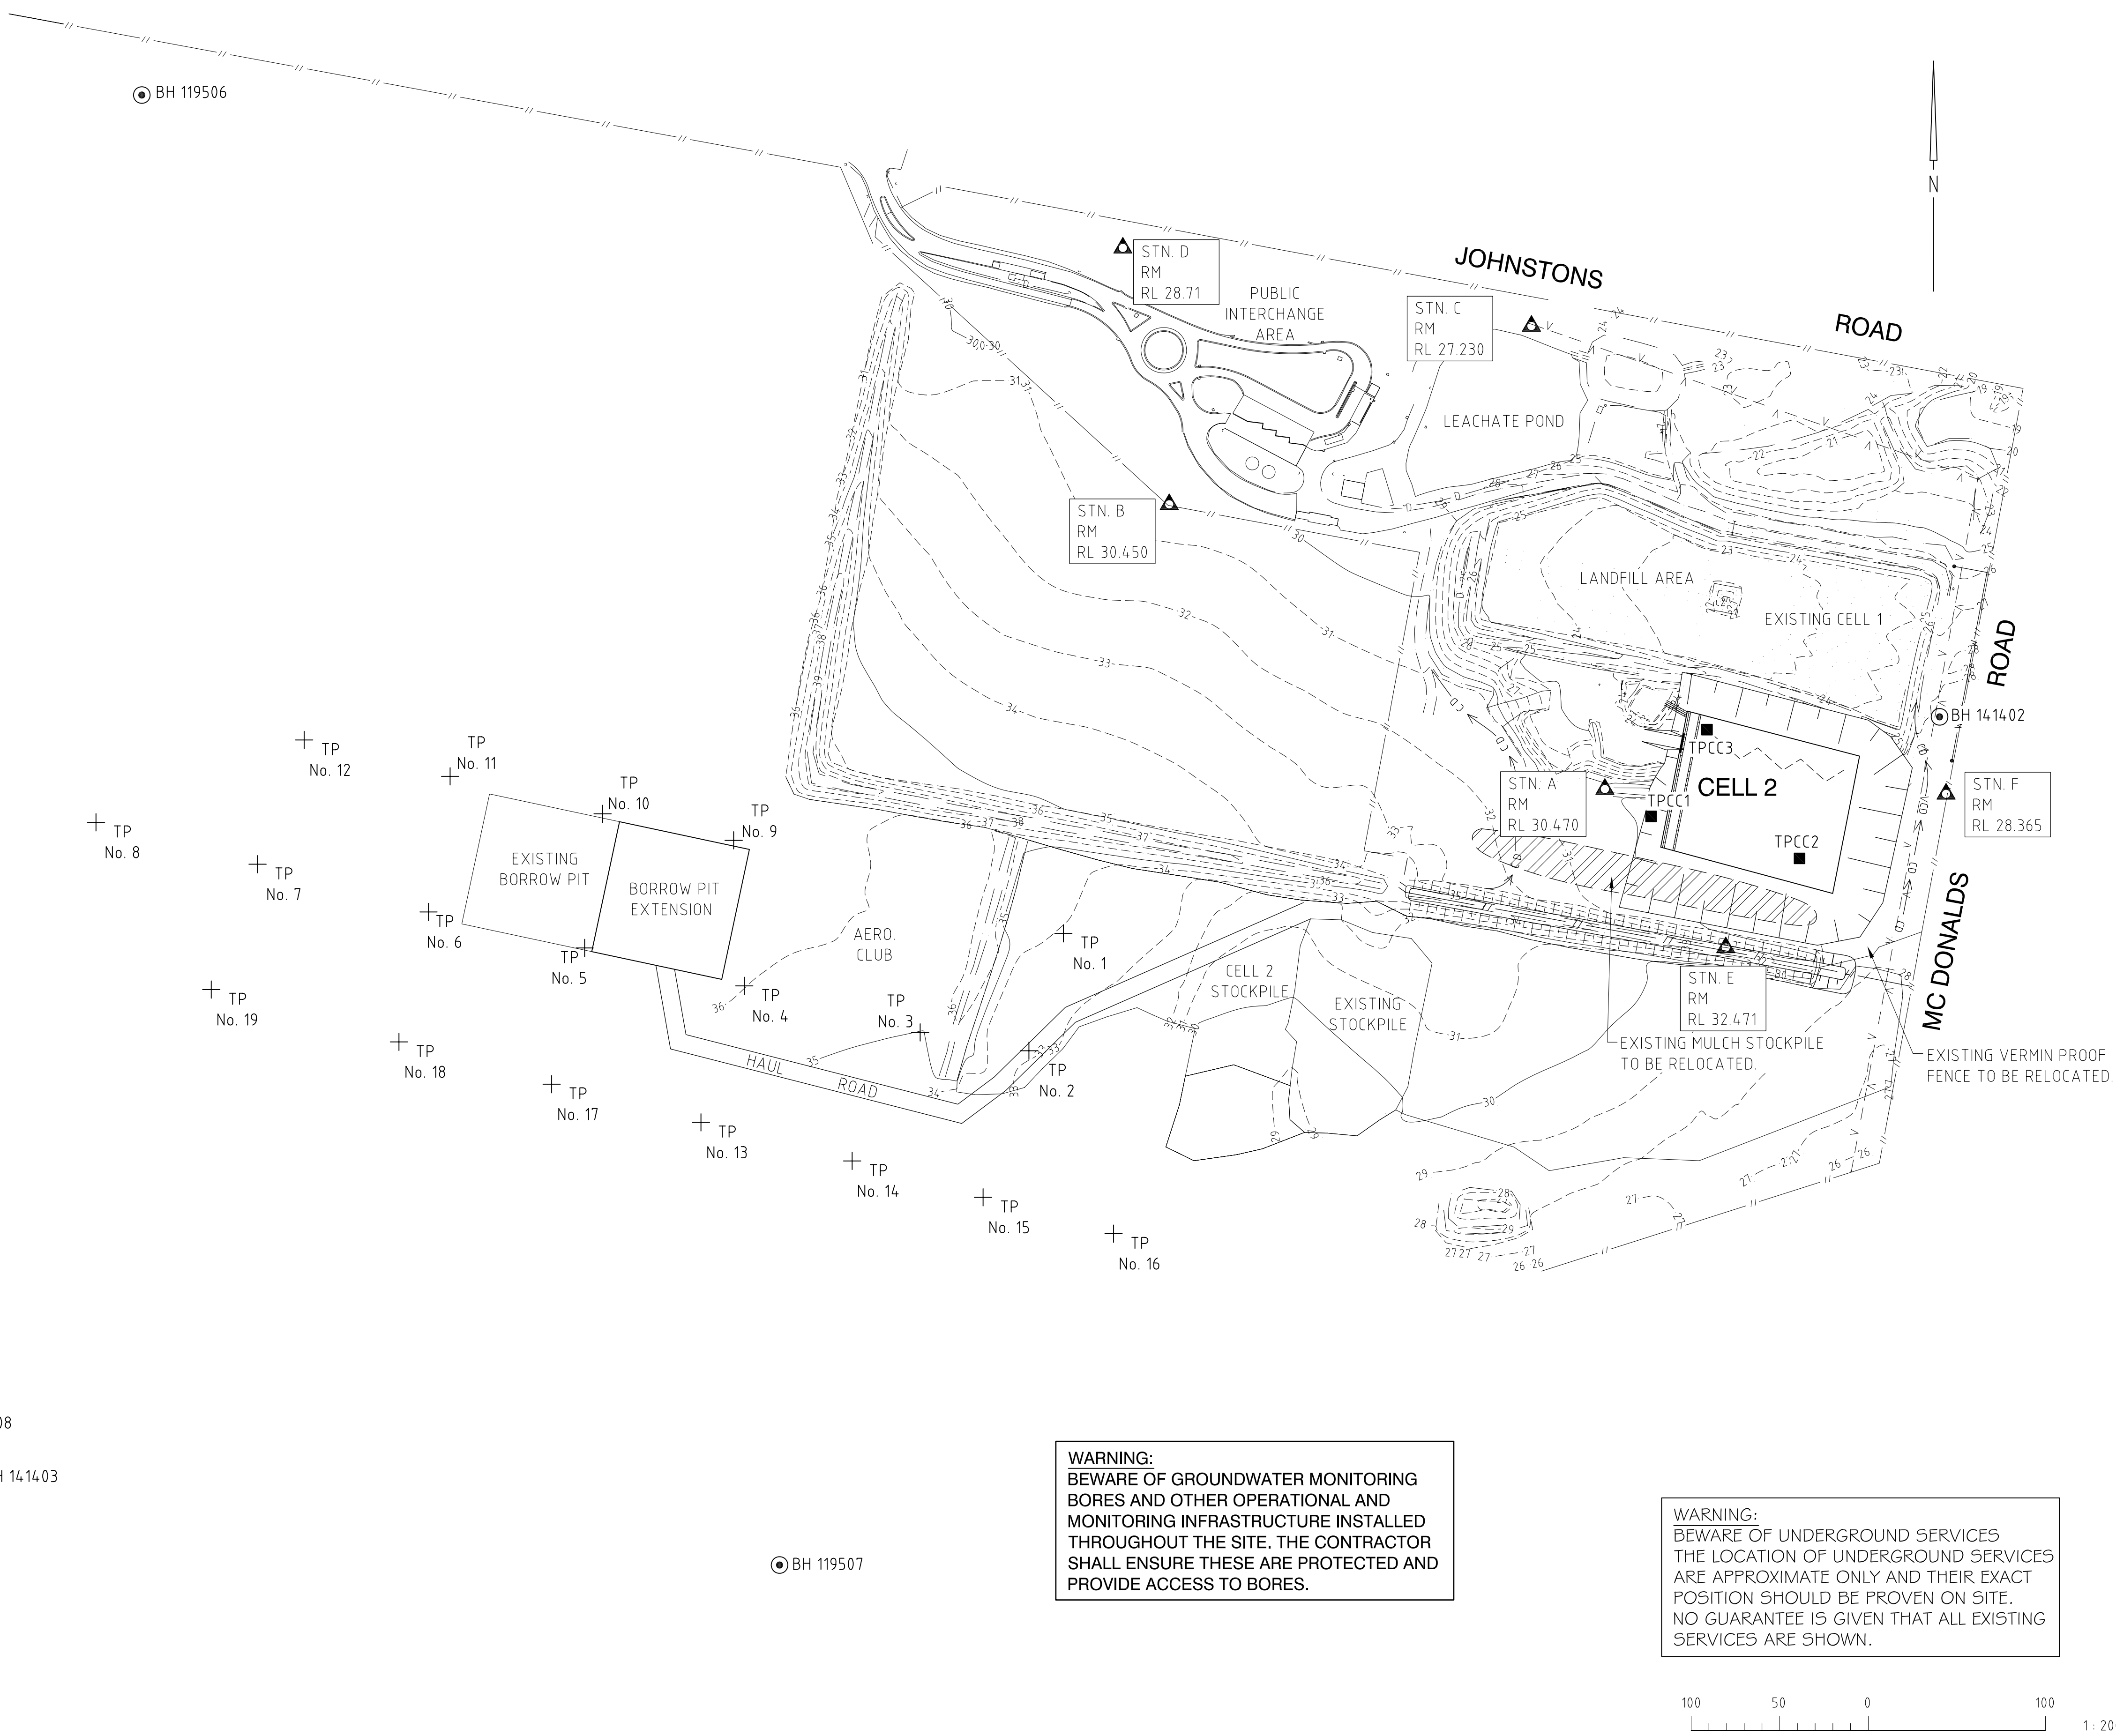 BH 119506
N
JOHNSTONS
ROAD
STN. D
RM
RL 28.71
PUBLIC
INTERCHANGE
AREA
STN. C
RM
RL 27.230
LEACHATE POND
STN. B
RM
RL 30.450
LANDFILL AREA
EXISTING CELL 1
ROAD
BH 141402
TPCC3
CELL 2
STN. A
RM
RL 30.470
TPCC1
TPCC2
STN. F
RM
RL 28.365
MC DONALDS
TP
No. 12
TP
No. 11
TP
No. 10
TP
No. 9
TP
No. 8
TP
No. 7
TP
No. 6
TP
No. 5
EXISTING
BORROW PIT
BORROW PIT
EXTENSION
AERO.
CLUB
TP
No. 1
TP
No. 4
TP
No. 3
TP
No. 2
CELL 2
STOCKPILE
EXISTING
STOCKPILE
STN. E
RM
RL 32.471
EXISTING MULCH STOCKPILE
TO BE RELOCATED.
EXISTING VERMIN PROOF
FENCE TO BE RELOCATED.
HAUL
ROAD
TP
No. 19
TP
No. 18
TP
No. 17
TP
No. 13
TP
No. 14
TP
No. 15
TP
No. 16
08
141403
BH 119507
WARNING:
BEWARE OF GROUNDWATER MONITORING
BORES AND OTHER OPERATIONAL AND
MONITORING INFRASTRUCTURE INSTALLED
THROUGHOUT THE SITE. THE CONTRACTOR
SHALL ENSURE THESE ARE PROTECTED AND
PROVIDE ACCESS TO BORES.
WARNING:
BEWARE OF UNDERGROUND SERVICES
THE LOCATION OF UNDERGROUND SERVICES
ARE APPROXIMATE ONLY AND THEIR EXACT
POSITION SHOULD BE PROVEN ON SITE.
NO GUARANTEE IS GIVEN THAT ALL EXISTING
SERVICES ARE SHOWN.
100 50 0 100
1 : 20